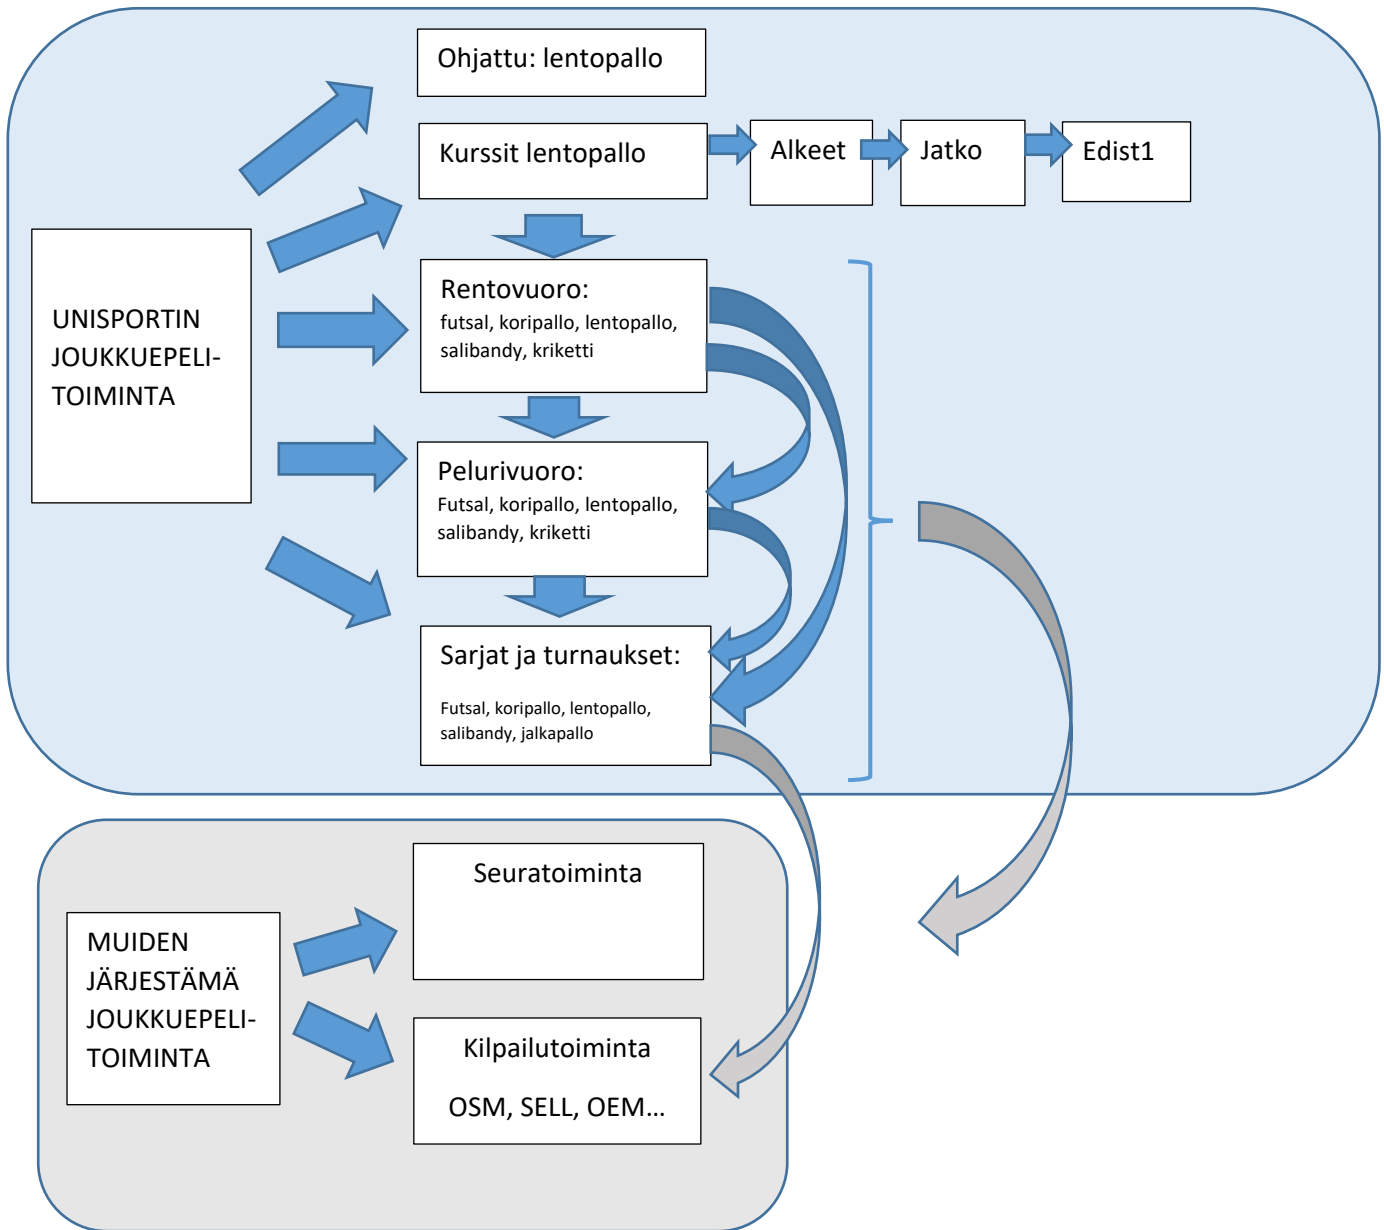 Ohjattu: lentopallo
Kurssit lentopallo
Alkeet
Jatko
Edist1
UNISPORTIN
JOUKKUEPELI-
TOIMINTA
Rentovuoro:
futsal, koripallo, lentopallo,
salibandy, kriketti
Pelurivuoro:
Futsal, koripallo, lentopallo,
salibandy, kriketti
Sarjat ja turnaukset:
Futsal, koripallo, lentopallo,
salibandy, jalkapallo
MUIDEN
JÄRJESTÄMÄ
JOUKKUEPELI-
TOIMINTA
Seuratoiminta
Kilpailutoiminta
OSM, SELL, OEM…